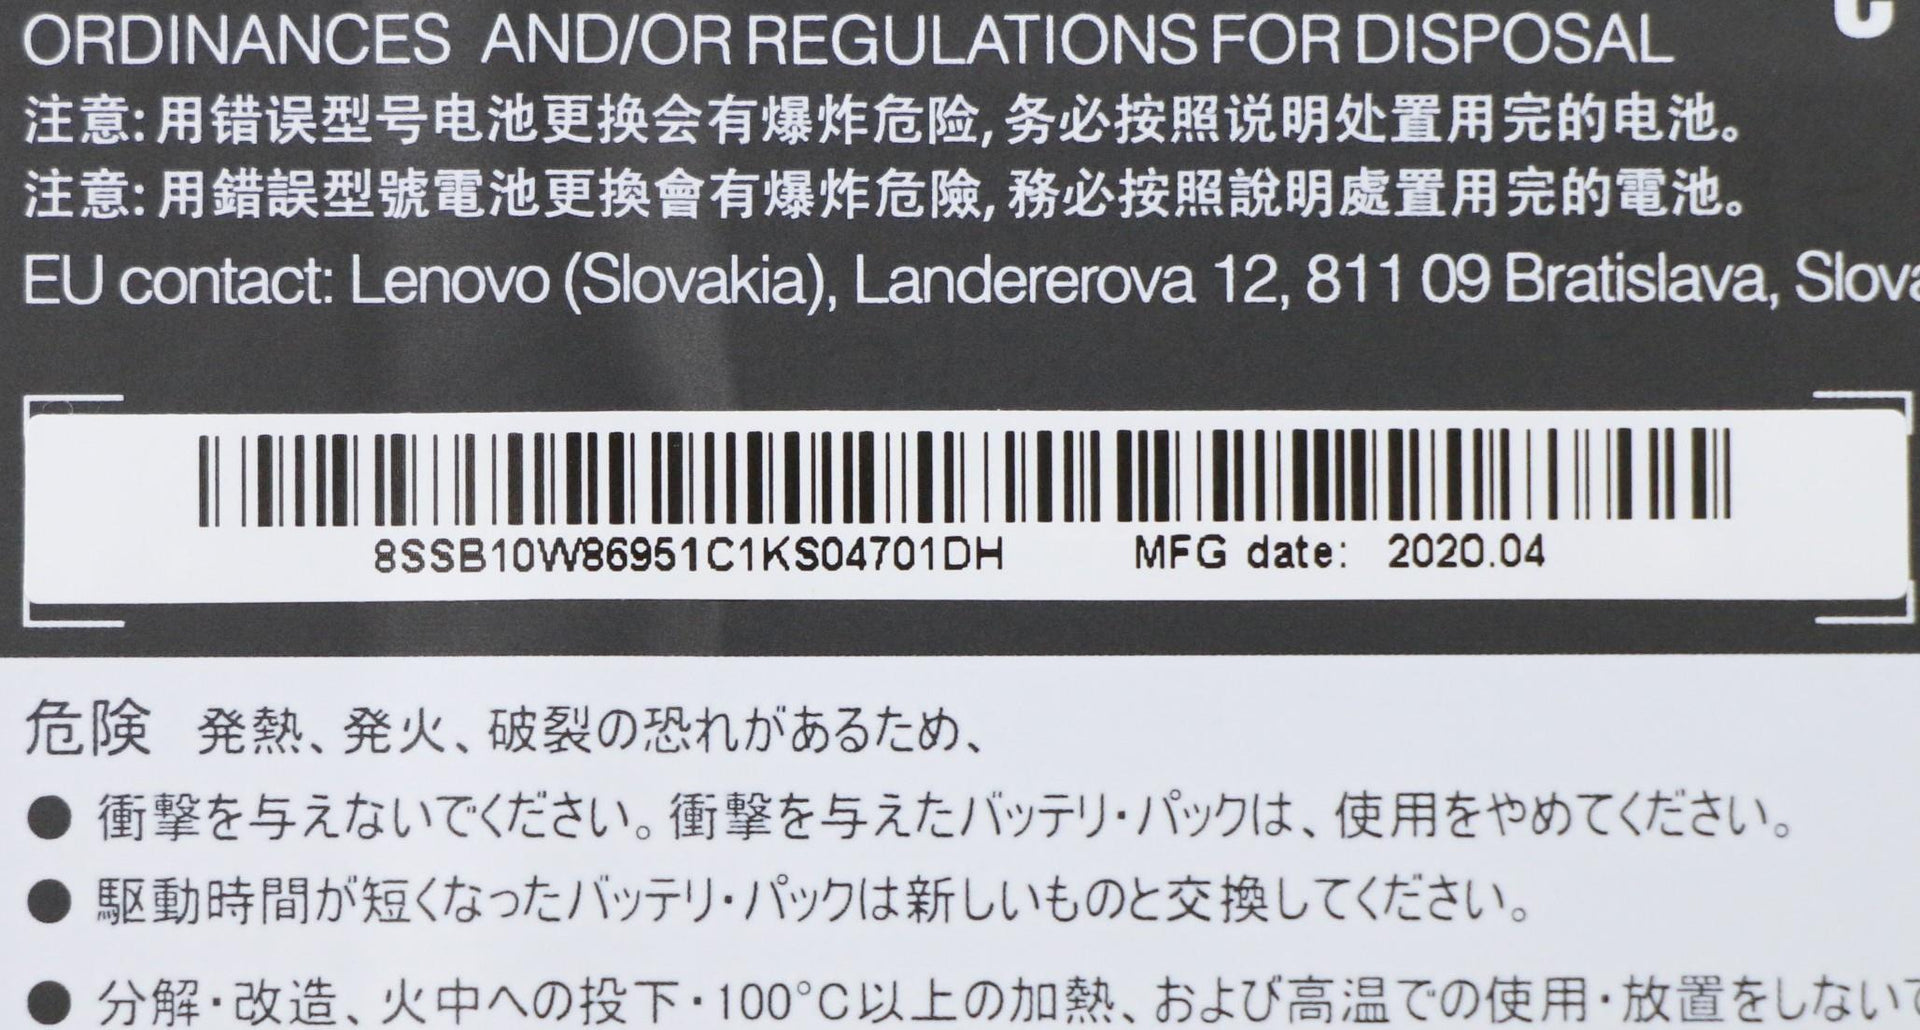 ORDINANCES AND/OR REGULATIONS FOR DISPOSAL
注意: 用错误型号电池更换会有爆炸危险, 务必按照说明处置用完的电池。
注意: 用錯誤型號電池更換會有爆炸危險, 務必按照說明處置用完的電池。
EU contact: Lenovo (Slovakia), Landererova 12, 811 09 Bratislava, Slova
8SSB10W86951C1KS04701DH MFG date: 2020.04
危険 発熱、発火、破裂の恐れがあるため、
● 衝撃を与えないでください。衝撃を与えたバッテリ・パックは、使用をやめてください。
● 駆動時間が短くなったバッテリ・パックは新しいものと交換してください。
● 分解・改造、火中への投下・100°C以上の加熱、および高温での使用・放置をしないで